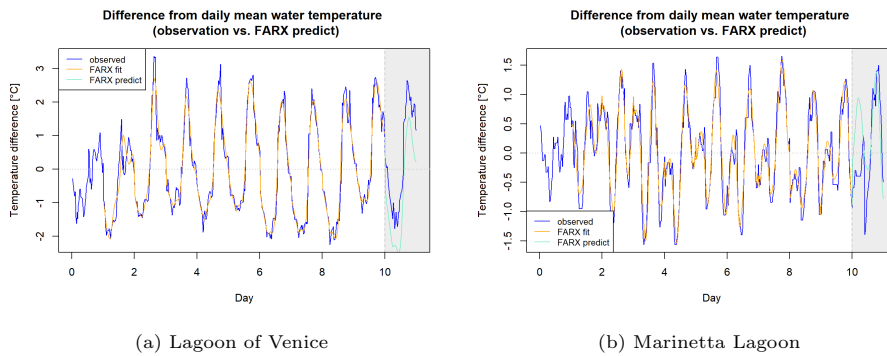 Difference from daily mean water temperature
(observation vs. FARX predict)
Temperature difference [°C]
3
2
1
0
-1
-2
observed
FARX fit
FARX predict
0
2
4
6
8
10
Day
(a) Lagoon of Venice
Difference from daily mean water temperature
(observation vs. FARX predict)
Temperature difference [°C]
1.5
1.0
0.5
0.0
-0.5
-1.0
-1.5
observed
FARX fit
FARX predict
0
2
4
6
8
10
Day
(b) Marinetta Lagoon